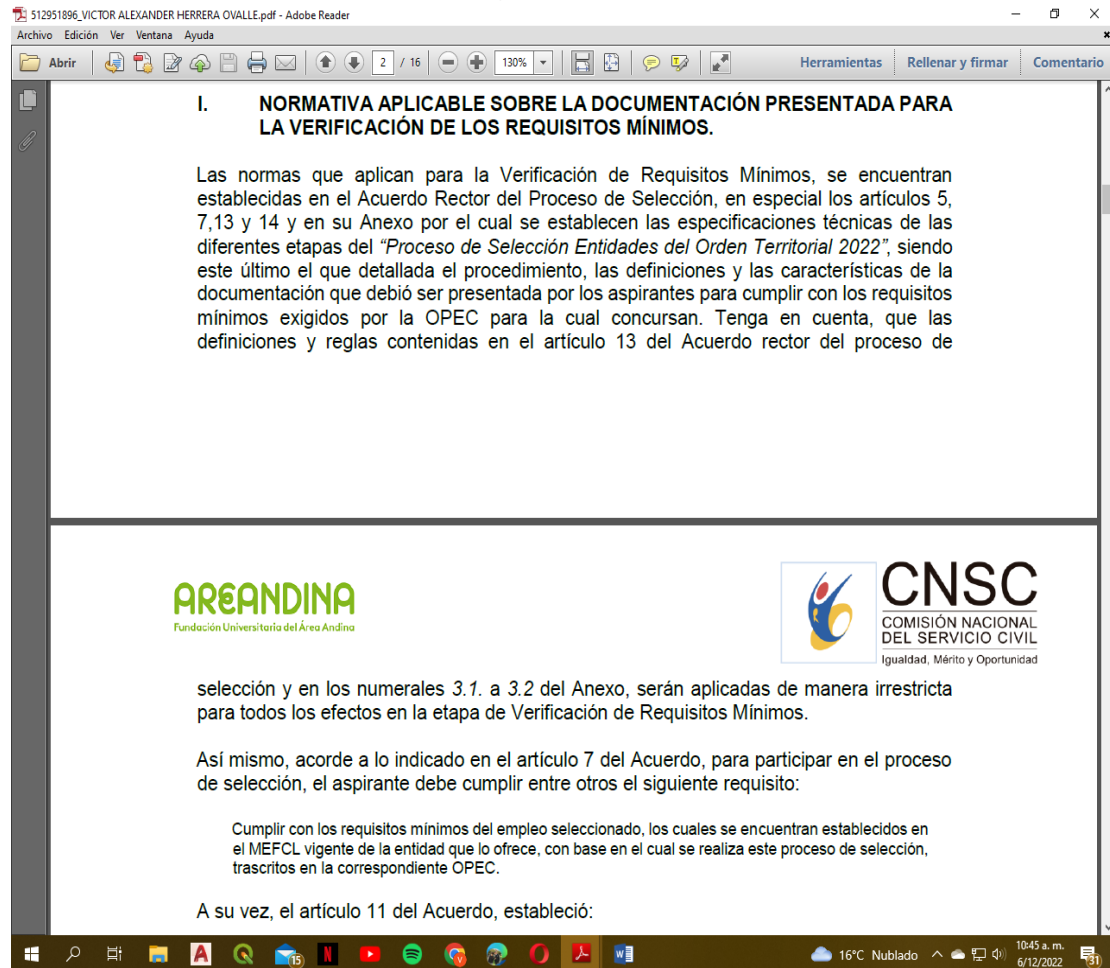 512951896_VICTOR ALEXANDER HERRERA OVALLE.pdf - Adobe Reader
Archivo Edición Ver Ventana Ayuda
Abrir 2 / 16 130% Herramientas Rellenar y firmar Comentario
I. NORMATIVA APLICABLE SOBRE LA DOCUMENTACIÓN PRESENTADA PARA
LA VERIFICACIÓN DE LOS REQUISITOS MÍNIMOS.
Las normas que aplican para la Verificación de Requisitos Mínimos, se encuentran
establecidas en el Acuerdo Rector del Proceso de Selección, en especial los artículos 5,
7,13 y 14 y en su Anexo por el cual se establecen las especificaciones técnicas de las
diferentes etapas del “Proceso de Selección Entidades del Orden Territorial 2022”, siendo
este último el que detallada el procedimiento, las definiciones y las características de la
documentación que debió ser presentada por los aspirantes para cumplir con los requisitos
mínimos exigidos por la OPEC para la cual concursan. Tenga en cuenta, que las
definiciones y reglas contenidas en el artículo 13 del Acuerdo rector del proceso de
AREANDINA
Fundación Universitaria del Área Andina
CNSC
COMISIÓN NACIONAL
DEL SERVICIO CIVIL
Igualdad, Mérito y Oportunidad
selección y en los numerales 3.1. a 3.2 del Anexo, serán aplicadas de manera irrestricta
para todos los efectos en la etapa de Verificación de Requisitos Mínimos.
Así mismo, acorde a lo indicado en el artículo 7 del Acuerdo, para participar en el proceso
de selección, el aspirante debe cumplir entre otros el siguiente requisito:
Cumplir con los requisitos mínimos del empleo seleccionado, los cuales se encuentran establecidos en
el MEFCL vigente de la entidad que lo ofrece, con base en el cual se realiza este proceso de selección,
trascritos en la correspondiente OPEC.
A su vez, el artículo 11 del Acuerdo, estableció:
15
16°C Nublado
10:45 a. m.
6/12/2022
31